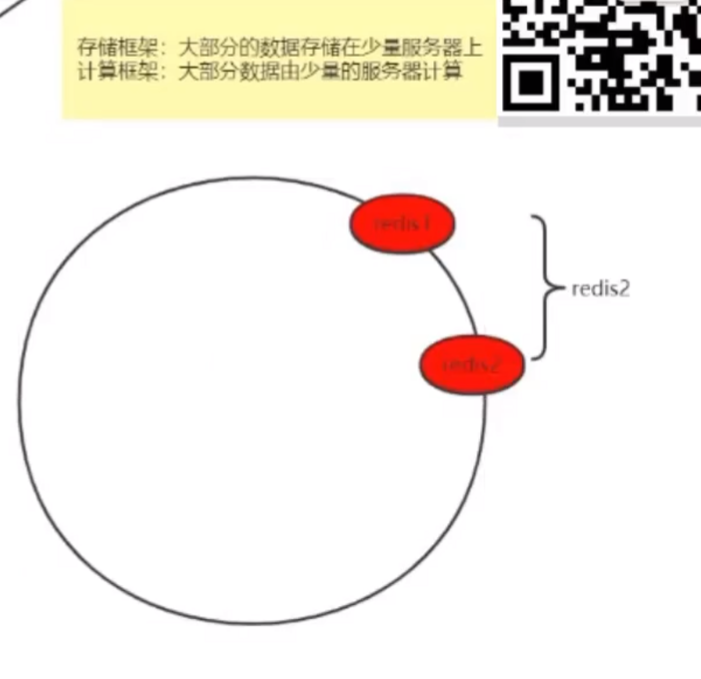 存储框架：大部分的数据存储在少量服务器上
计算框架：大部分数据由少量的服务器计算
redis1
redis2
redis2